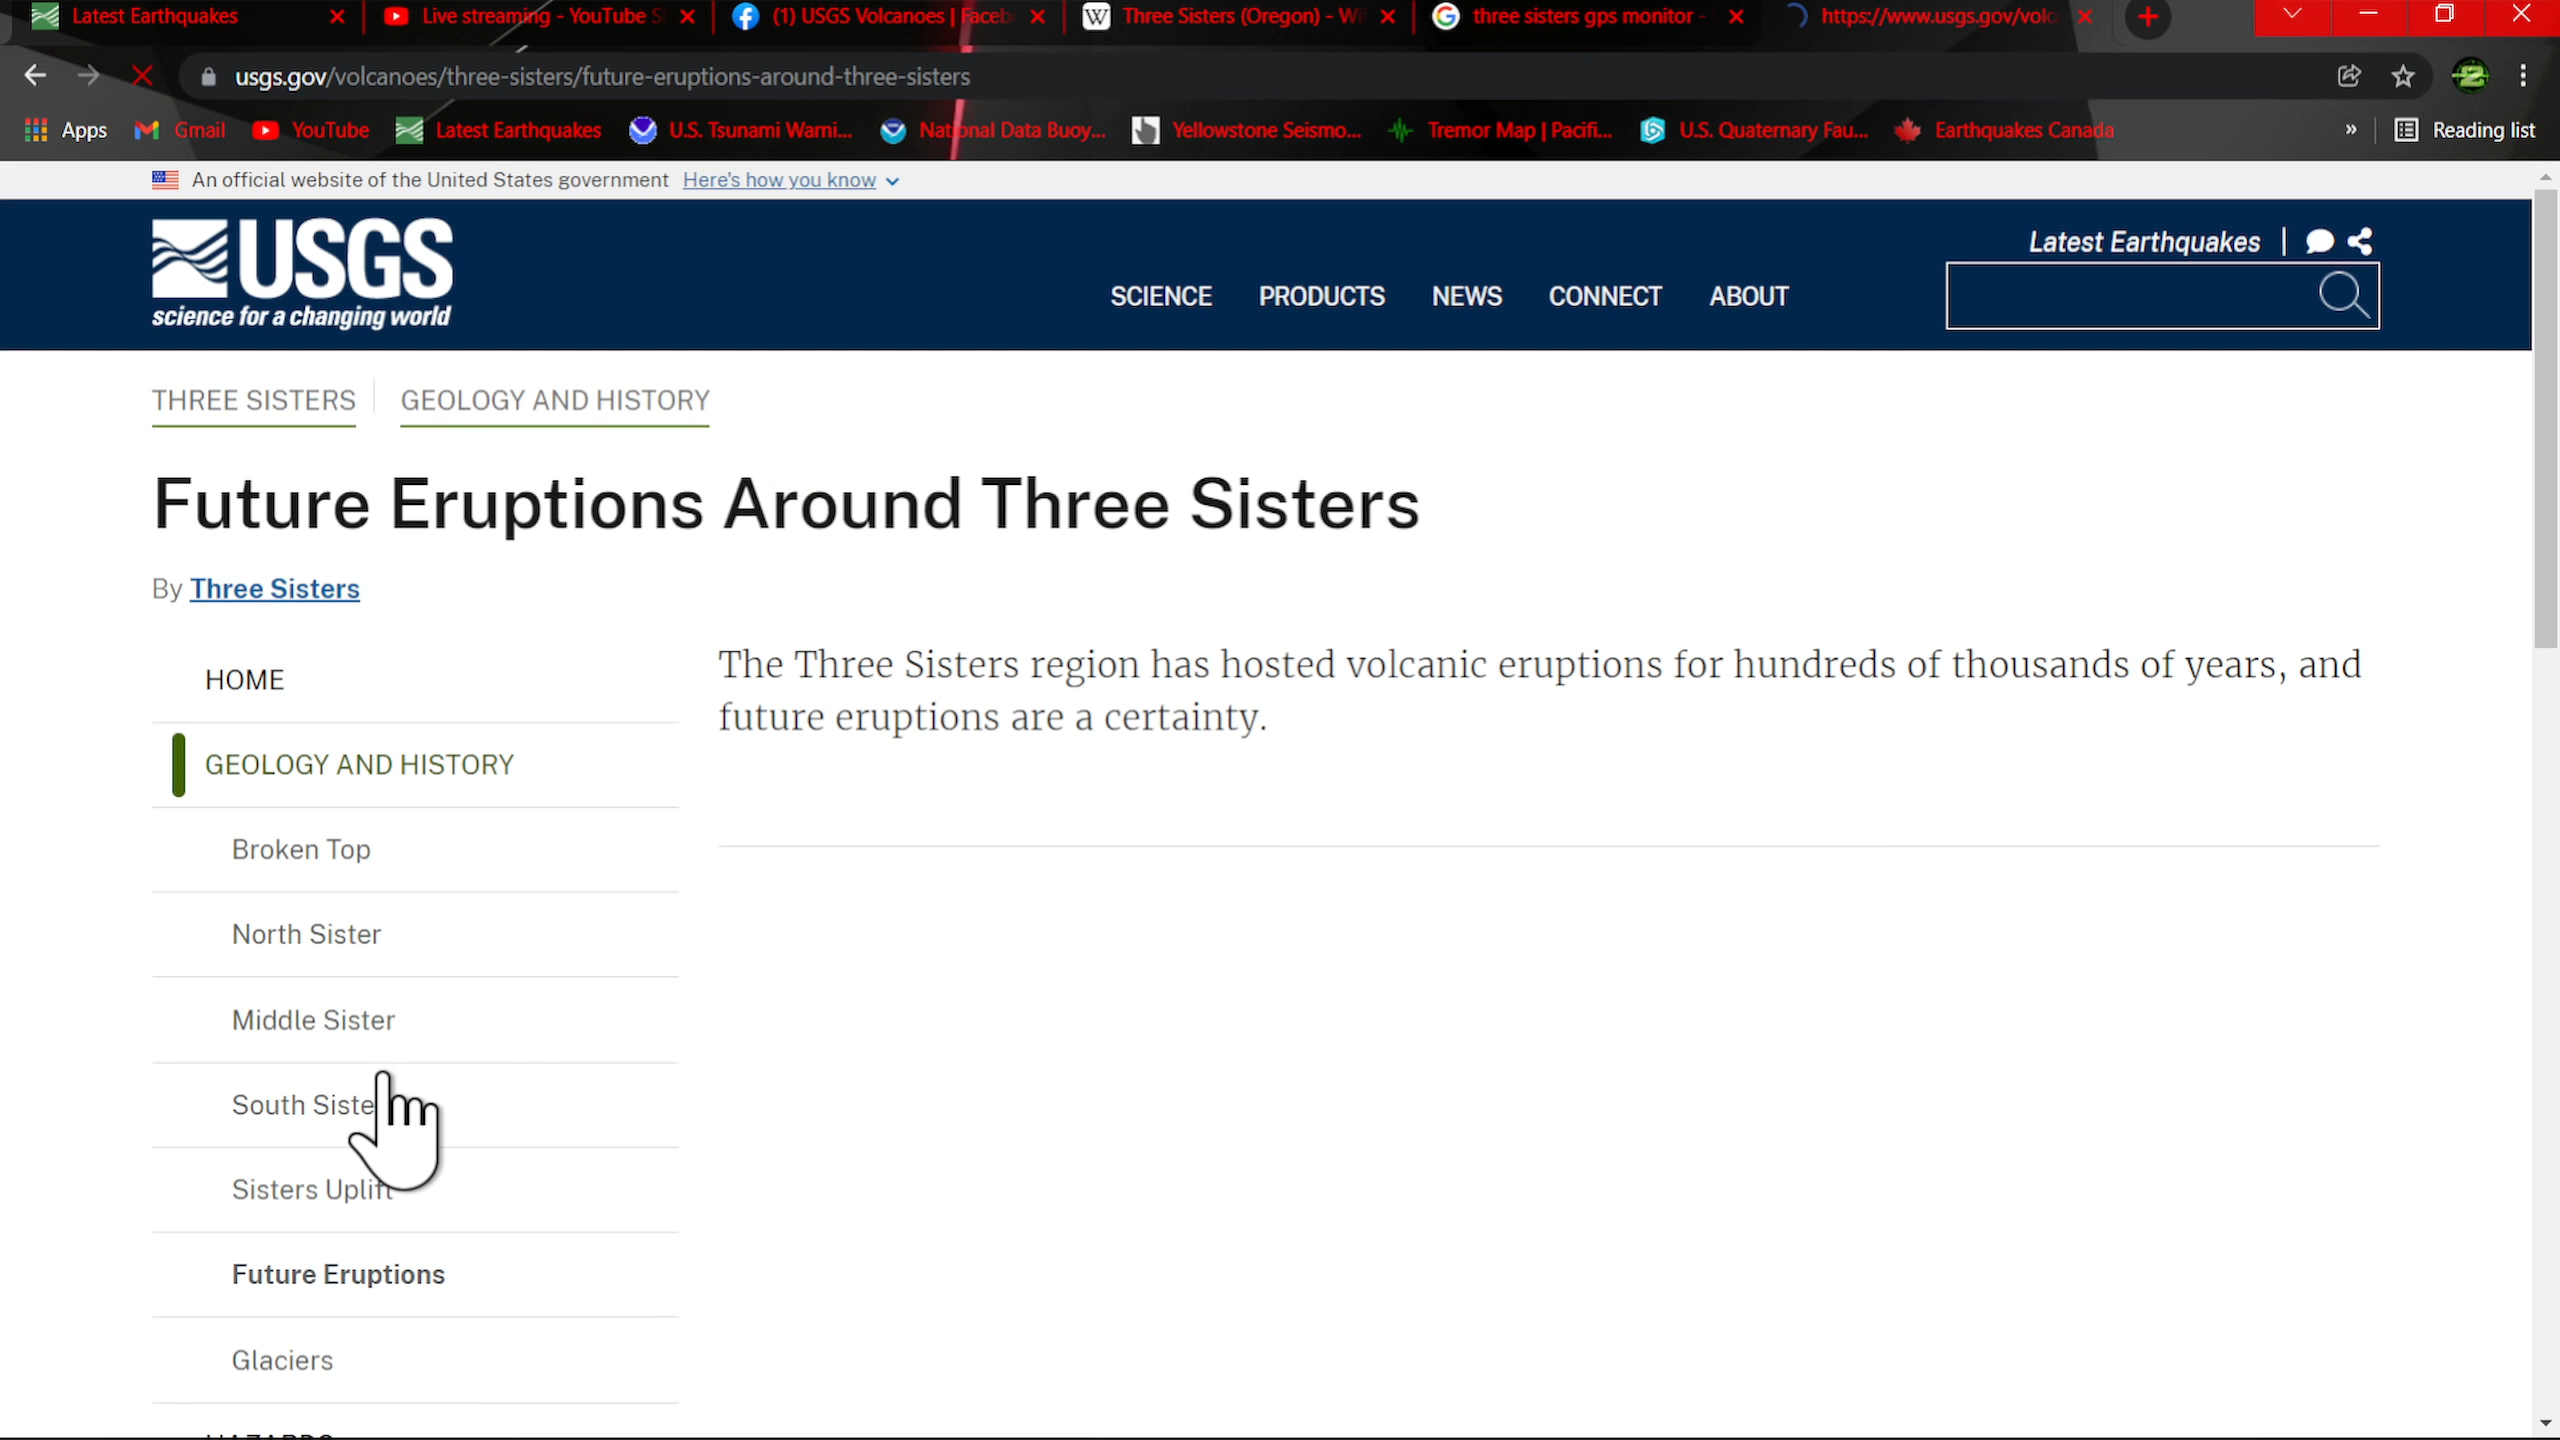 Latest Earthquakes
Live streaming - YouTube S
(1) USGS Volcanoes | Faceb
Three Sisters (Oregon) - Wi
three sisters gps monitor -
https://www.usgs.gov/volc
usgs.gov/volcanoes/three-sisters/future-eruptions-around-three-sisters
Apps
Gmail
YouTube
Latest Earthquakes
U.S. Tsunami Warni...
National Data Buoy...
Yellowstone Seismo...
Tremor Map | Pacifi...
U.S. Quaternary Fau...
Earthquakes Canada
»
Reading list
An official website of the United States government Here's how you know
USGS
science for a changing world
SCIENCE
PRODUCTS
NEWS
CONNECT
ABOUT
Latest Earthquakes
THREE SISTERS
GEOLOGY AND HISTORY
Future Eruptions Around Three Sisters
By Three Sisters
HOME
GEOLOGY AND HISTORY
Broken Top
North Sister
Middle Sister
South Siste
Sisters Uplift
Future Eruptions
Glaciers
The Three Sisters region has hosted volcanic eruptions for hundreds of thousands of years, and
future eruptions are a certainty.